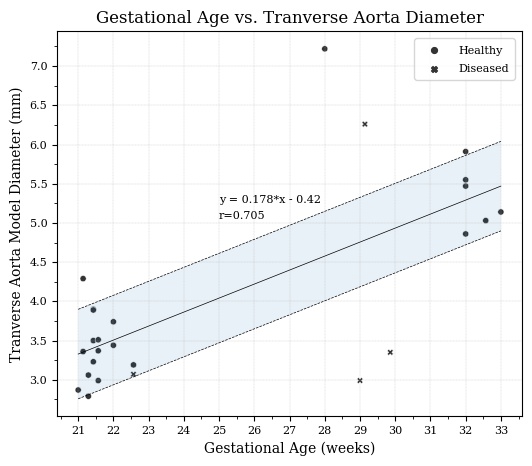 Gestational Age vs. Tranverse Aorta Diameter
Healthy
Diseased
y = 0.178*x - 0.42
r=0.705
Tranverse Aorta Model Diameter (mm)
7.0
6.5
6.0
5.5
5.0
4.5
4.0
3.5
3.0
21 22 23 24 25 26 27 28 29 30 31 32 33
Gestational Age (weeks)